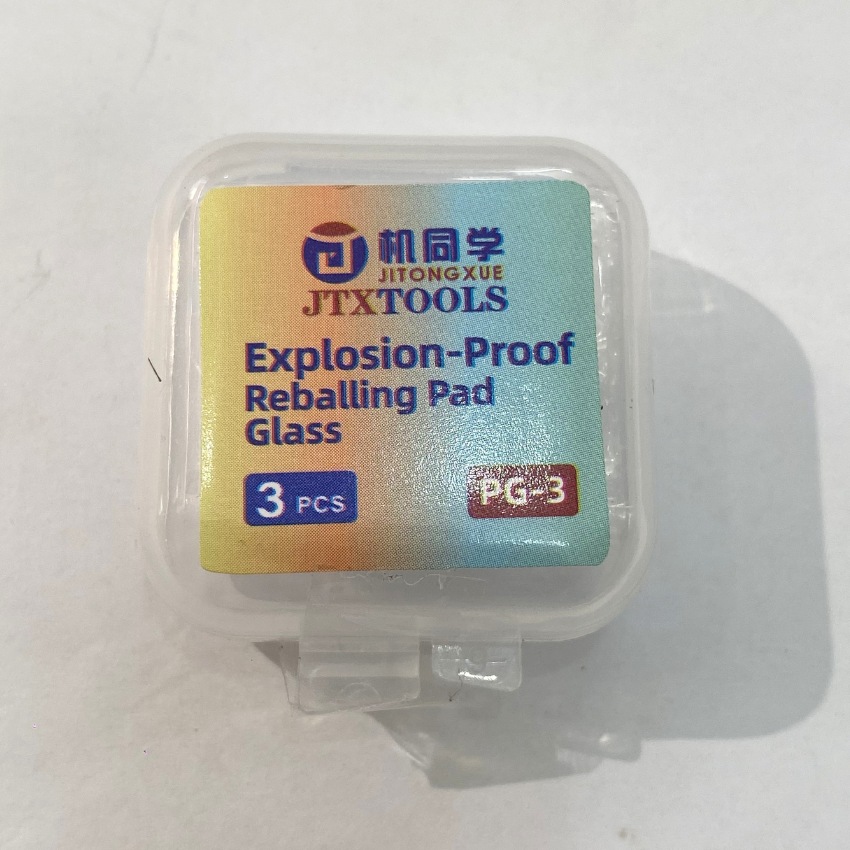 机同学
JITONGXUE
JTXTOOLS
Explosion-Proof
Reballing Pad
Glass
3 PCS
PG-3